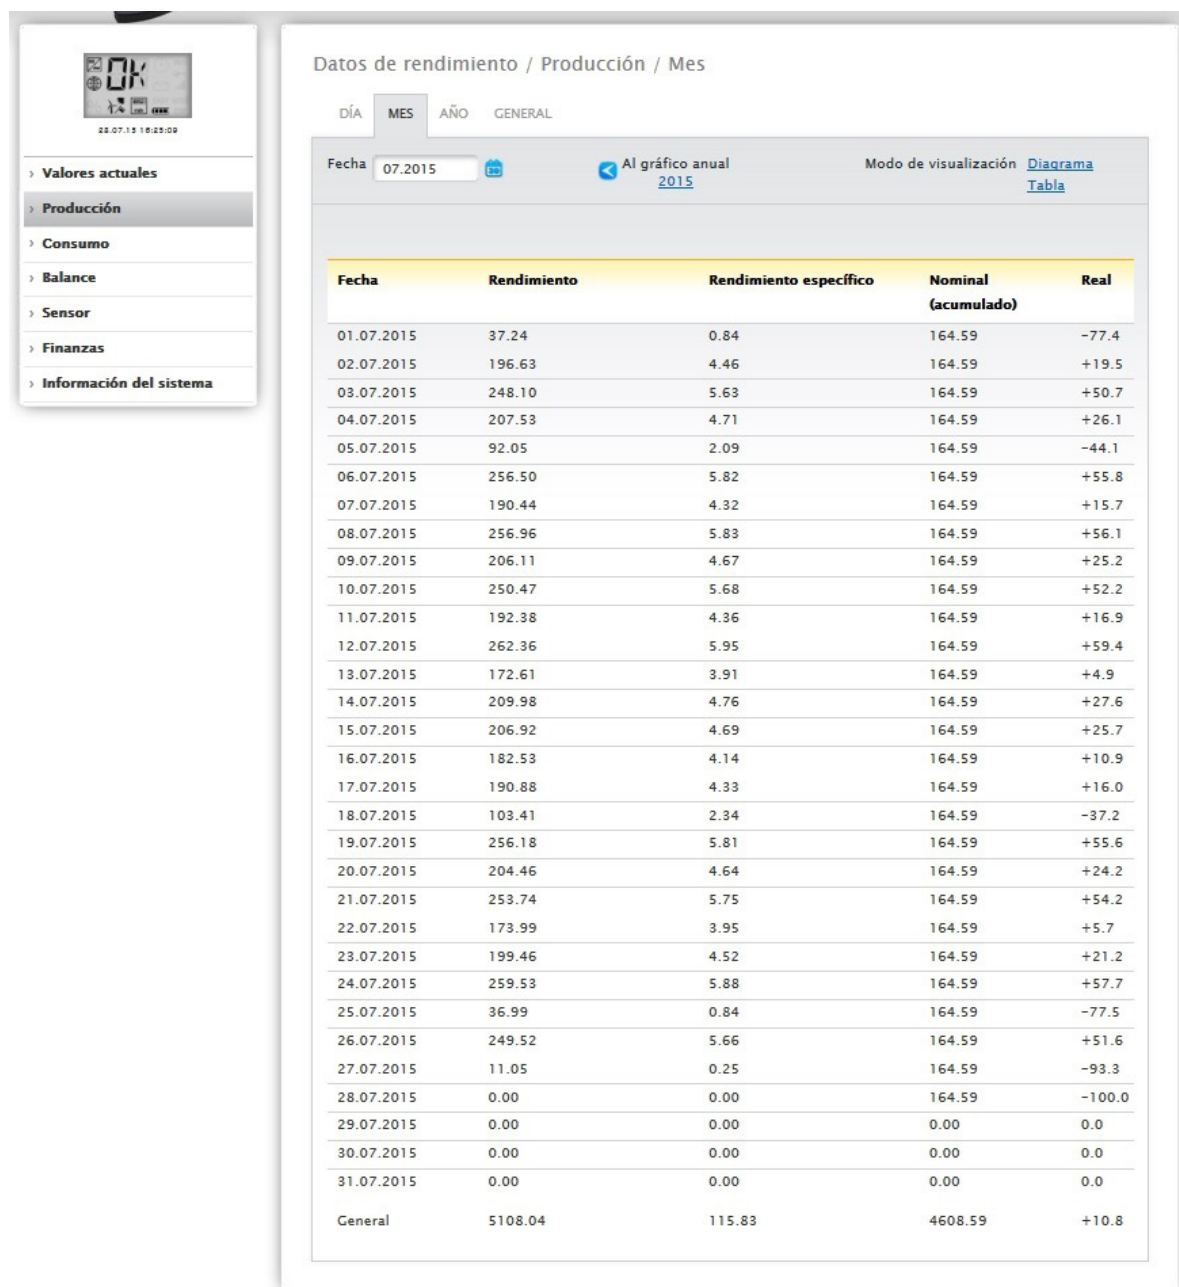 OK
28.07.15 16:25:09
Valores actuales
Producción
Consumo
Balance
Sensor
Finanzas
Información del sistema
Datos de rendimiento / Producción / Mes
DÍA MES AÑO GENERAL
Fecha 07.2015 Al gráfico anual Modo de visualización Diagrama
2015 Tabla
Fecha Rendimiento Rendimiento específico Nominal Real
(acumulado)
01.07.2015 37.24 0.84 164.59 -77.4
02.07.2015 196.63 4.46 164.59 +19.5
03.07.2015 248.10 5.63 164.59 +50.7
04.07.2015 207.53 4.71 164.59 +26.1
05.07.2015 92.05 2.09 164.59 -44.1
06.07.2015 256.50 5.82 164.59 +55.8
07.07.2015 190.44 4.32 164.59 +15.7
08.07.2015 256.96 5.83 164.59 +56.1
09.07.2015 206.11 4.67 164.59 +25.2
10.07.2015 250.47 5.68 164.59 +52.2
11.07.2015 192.38 4.36 164.59 +16.9
12.07.2015 262.36 5.95 164.59 +59.4
13.07.2015 172.61 3.91 164.59 +4.9
14.07.2015 209.98 4.76 164.59 +27.6
15.07.2015 206.92 4.69 164.59 +25.7
16.07.2015 182.53 4.14 164.59 +10.9
17.07.2015 190.88 4.33 164.59 +16.0
18.07.2015 103.41 2.34 164.59 -37.2
19.07.2015 256.18 5.81 164.59 +55.6
20.07.2015 204.46 4.64 164.59 +24.2
21.07.2015 253.74 5.75 164.59 +54.2
22.07.2015 173.99 3.95 164.59 +5.7
23.07.2015 199.46 4.52 164.59 +21.2
24.07.2015 259.53 5.88 164.59 +57.7
25.07.2015 36.99 0.84 164.59 -77.5
26.07.2015 249.52 5.66 164.59 +51.6
27.07.2015 11.05 0.25 164.59 -93.3
28.07.2015 0.00 0.00 164.59 -100.0
29.07.2015 0.00 0.00 0.00 0.0
30.07.2015 0.00 0.00 0.00 0.0
31.07.2015 0.00 0.00 0.00 0.0
General 5108.04 115.83 4608.59 +10.8